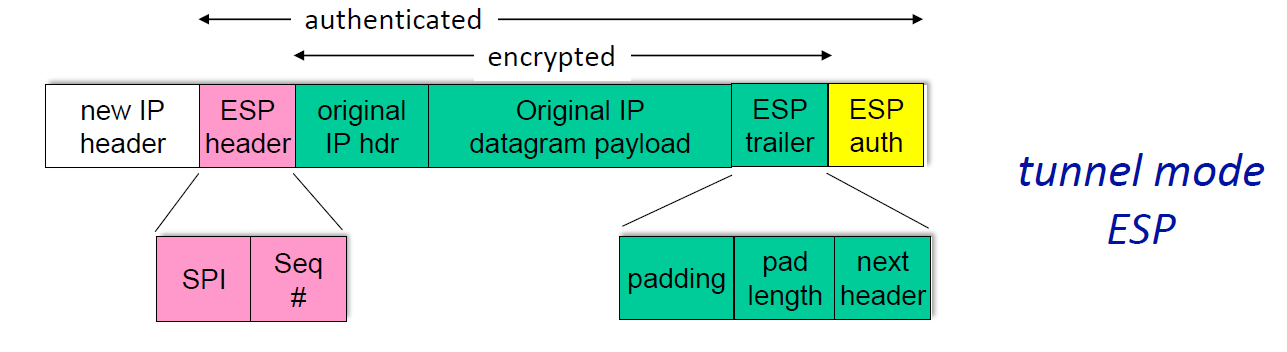 authenticated
encrypted
new IP
header
ESP
header
original
IP hdr
Original IP
datagram payload
ESP
trailer
ESP
auth
tunnel mode
ESP
SPI
Seq
#
padding
pad
length
next
header